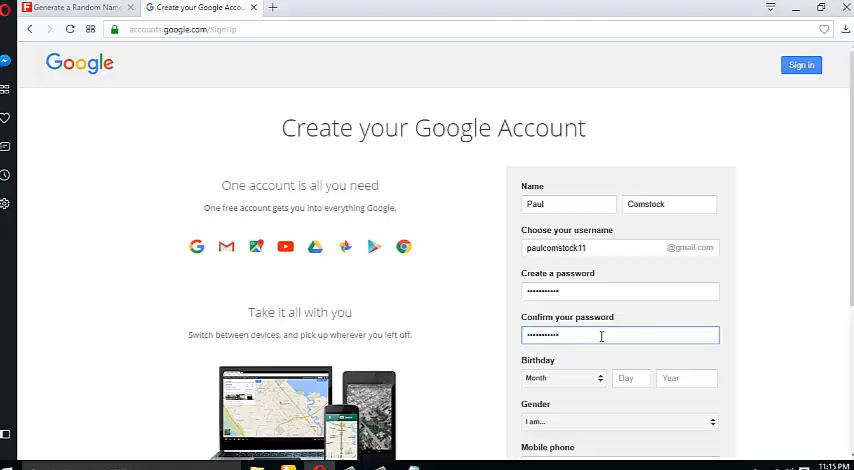 Generate a Random Name
Create your Google Accou
accounts.google.com/SignUp
Google
Sign in
Create your Google Account
One account is all you need
One free account gets you into everything Google.
Take it all with you
Switch between devices, and pick up wherever you left off.
Name
Paul Comstock
Choose your username
paulcomstock11 @gmail.com
Create a password
•••••••••••
Confirm your password
•••••••••••
Birthday
Month Day Year
Gender
I am...
Mobile phone
11:15 PM